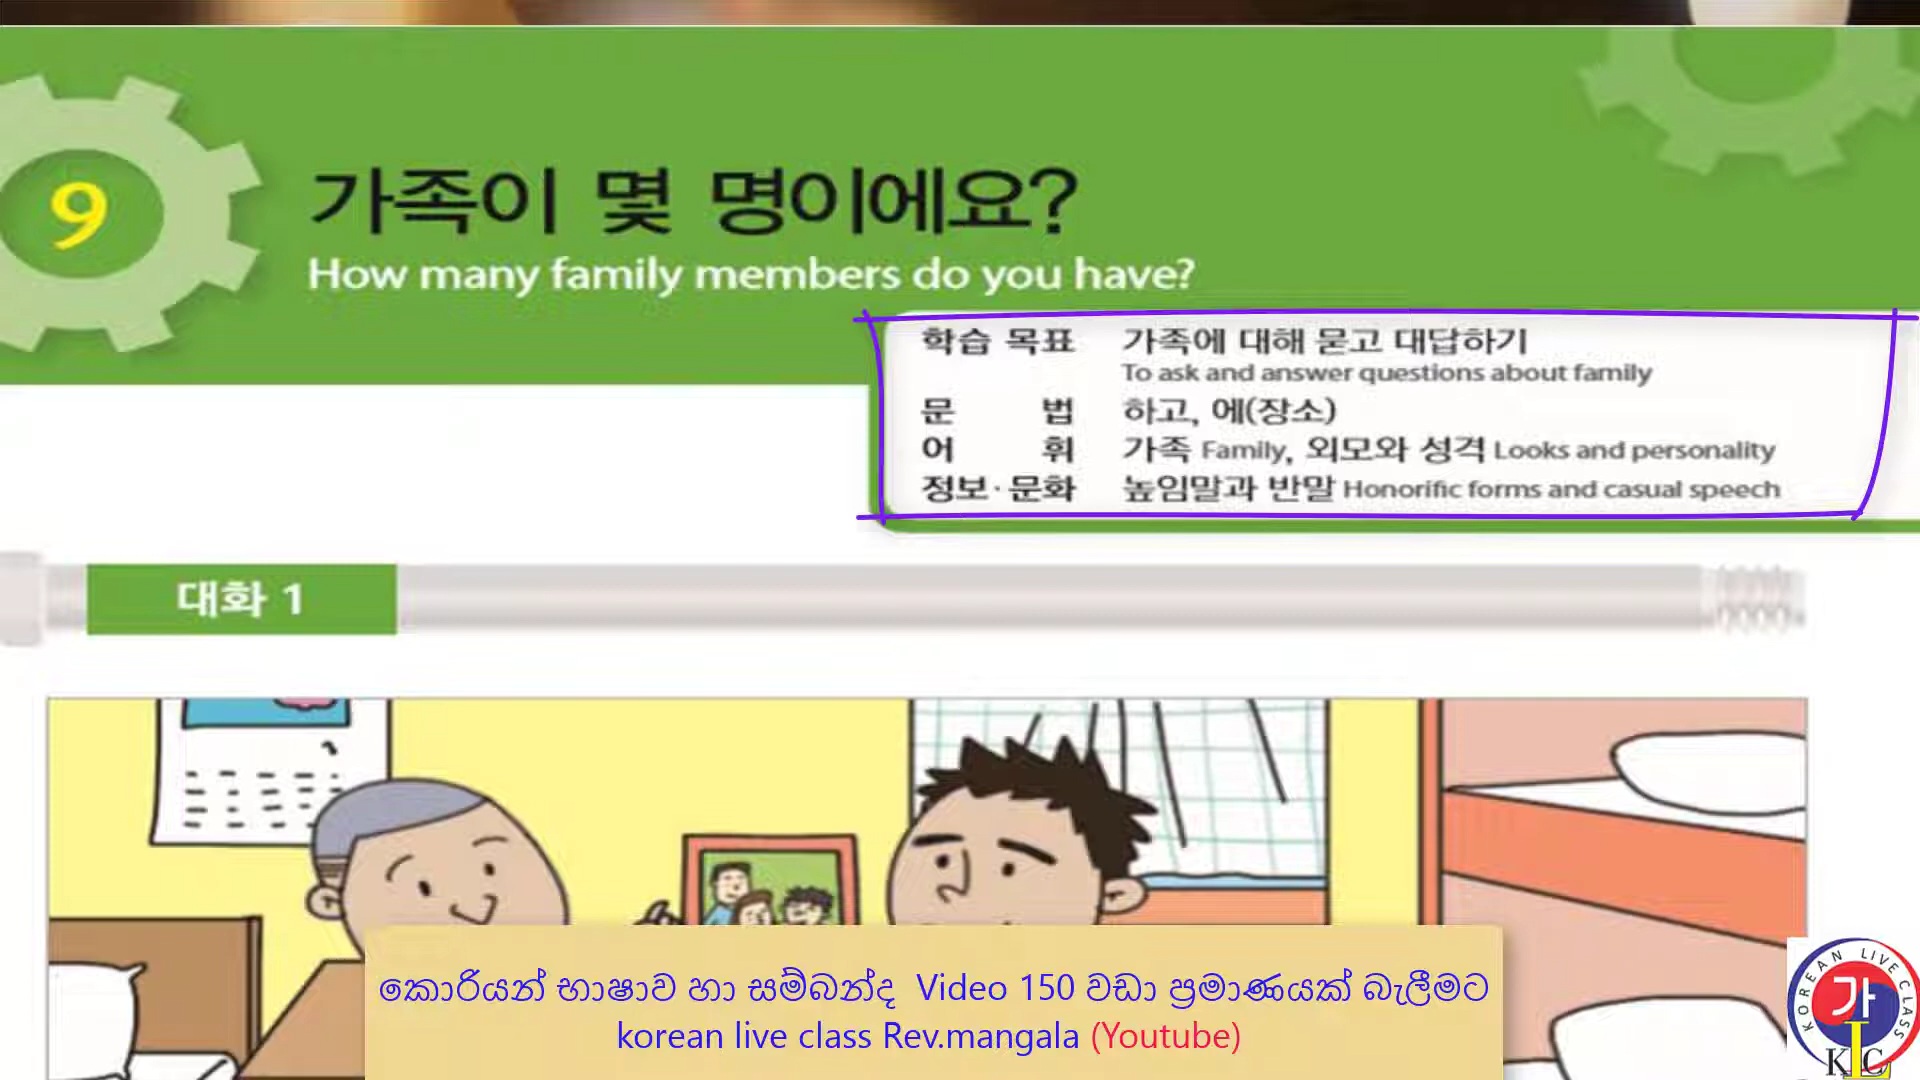 9
가족이 몇 명이에요?
How many family members do you have?
학습 목표 가족에 대해 묻고 대답하기
To ask and answer questions about family
문 법 하고, 에(장소)
어 휘 가족 Family, 외모와 성격 Looks and personality
정보·문화 높임말과 반말 Honorific forms and casual speech
대화 1
කොරියන් භාෂාව හා සම්බන්ද Video 150 වඩා ප්‍රමාණයක් බැලීමට
korean live class Rev.mangala (Youtube)
KOREAN LIVE CLASS
가
KLC